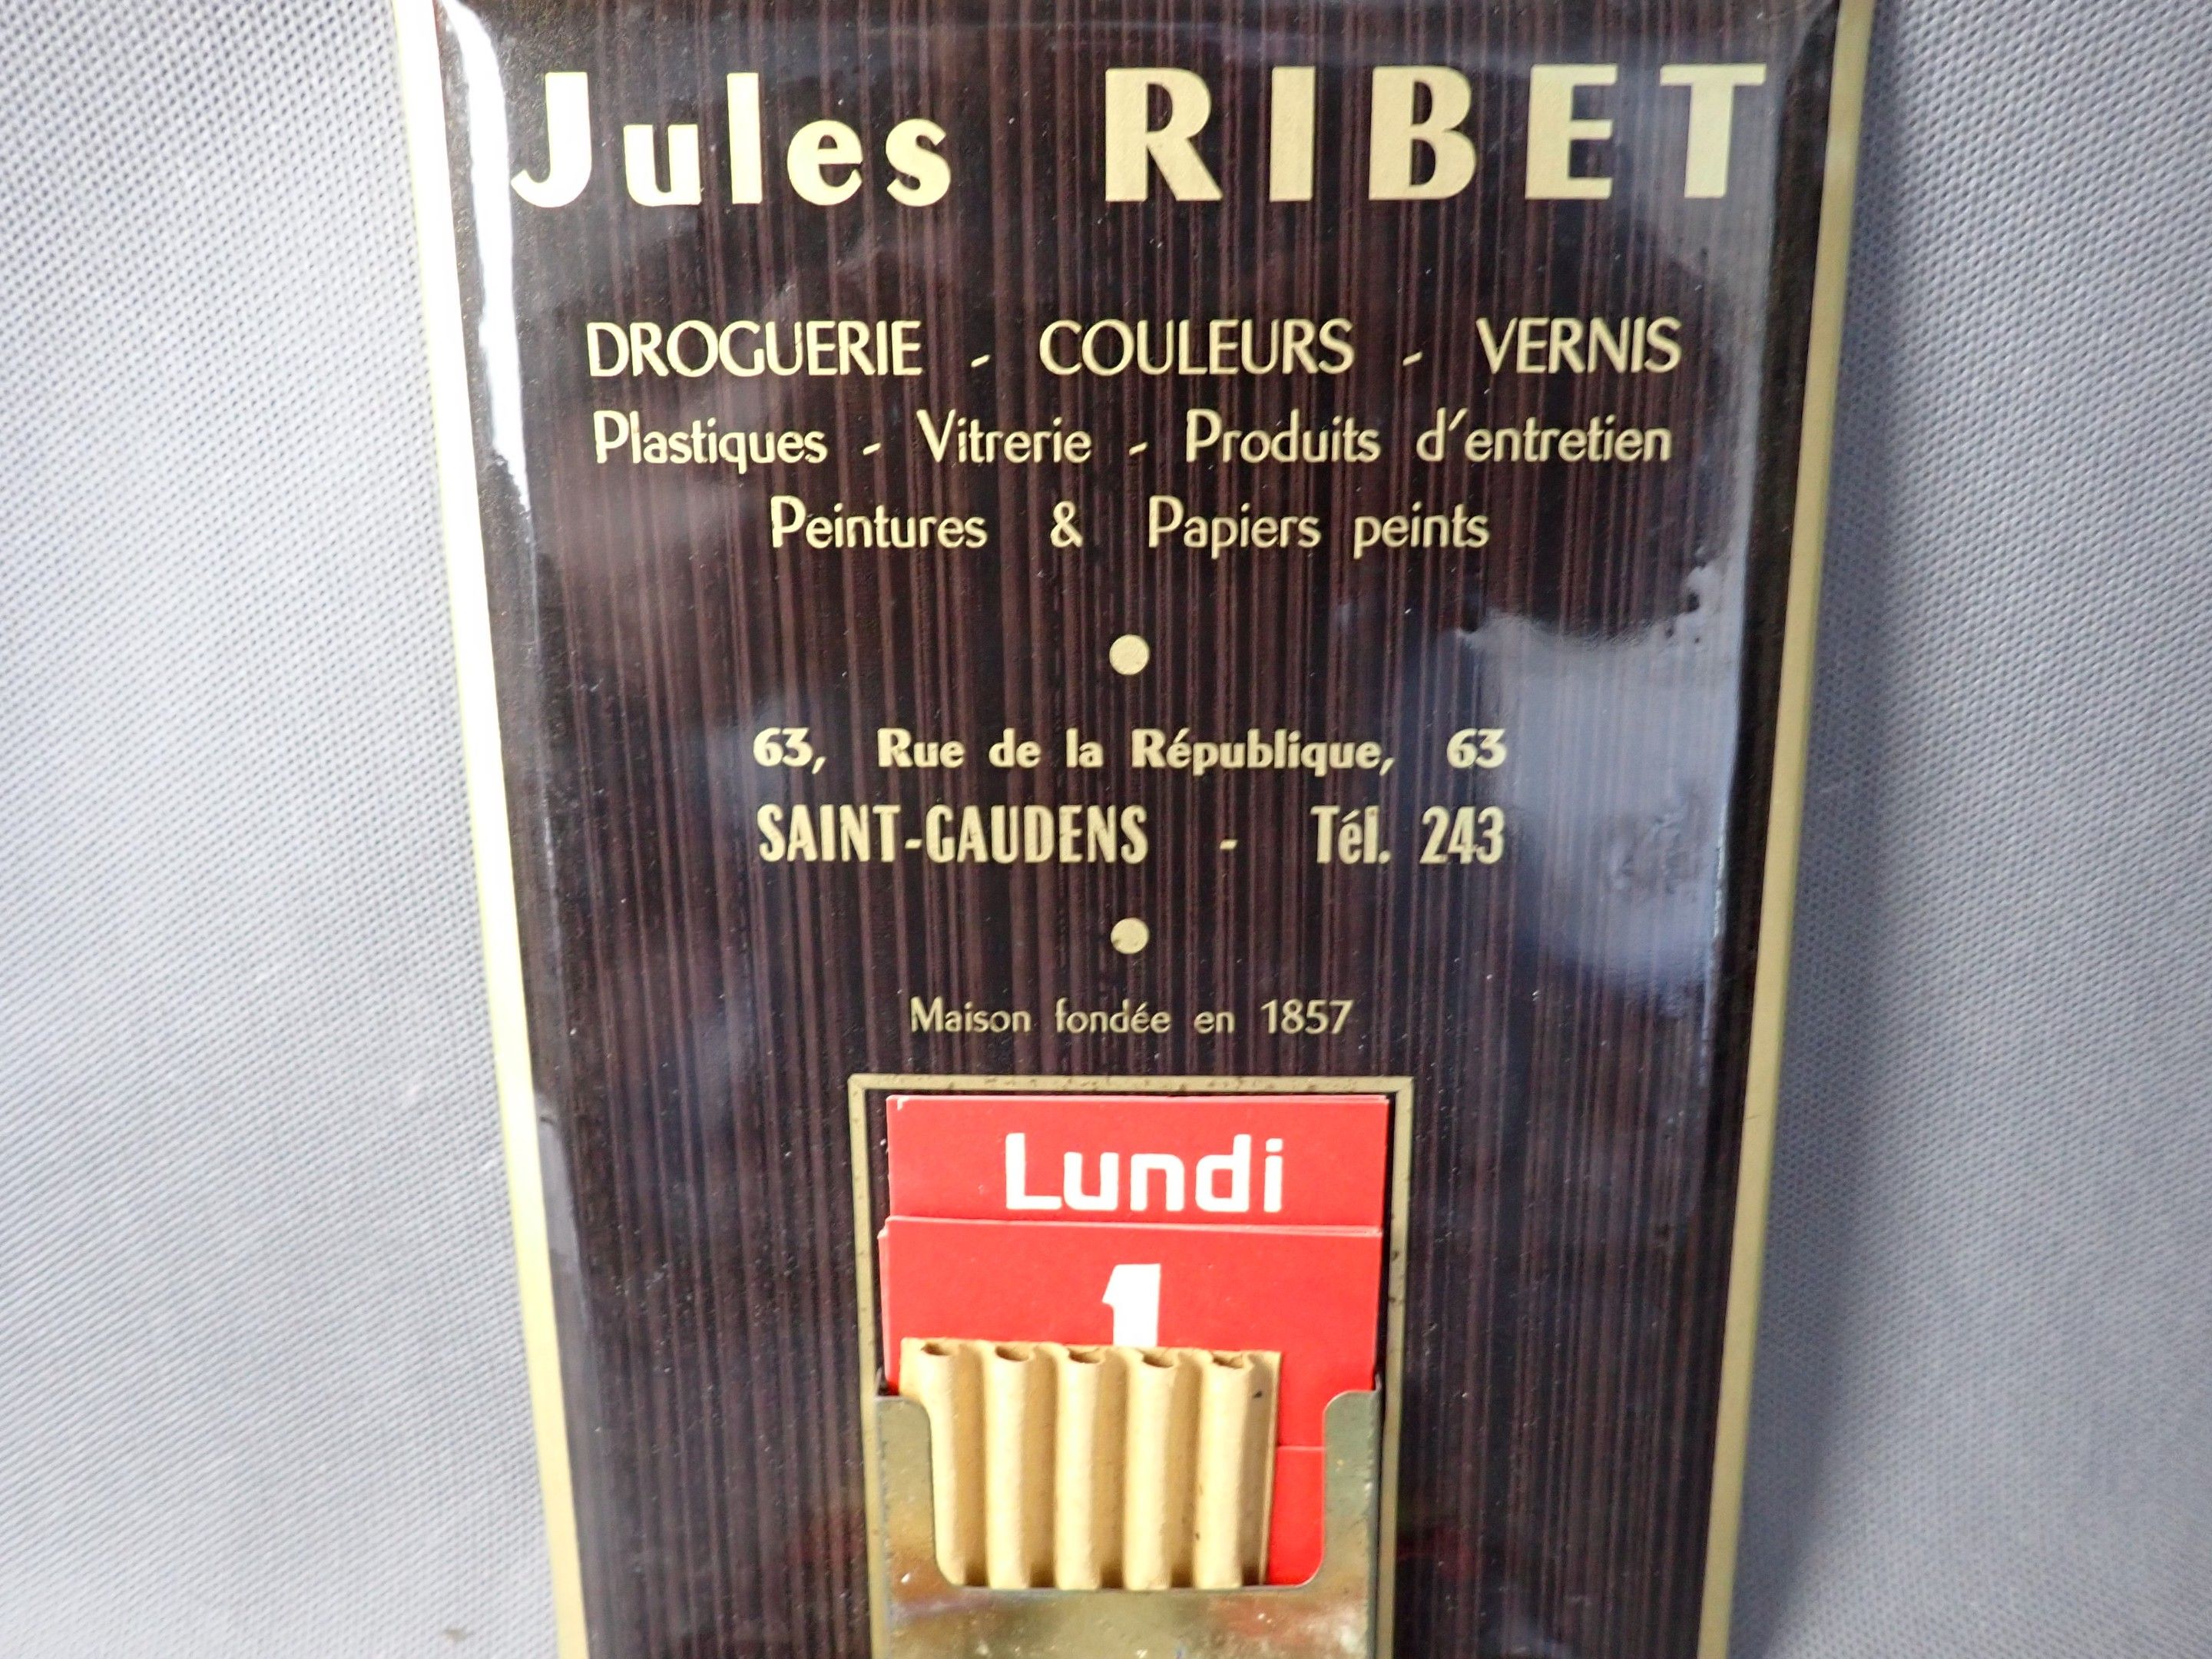 Jules RIBET
DROGUERIE - COULEURS - VERNIS
Plastiques - Vitrerie - Produits d'entretien
Peintures & Papiers peints
63, Rue de la République, 63
SAINT-GAUDENS - Tél. 243
Maison fondée en 1857
Lundi
1